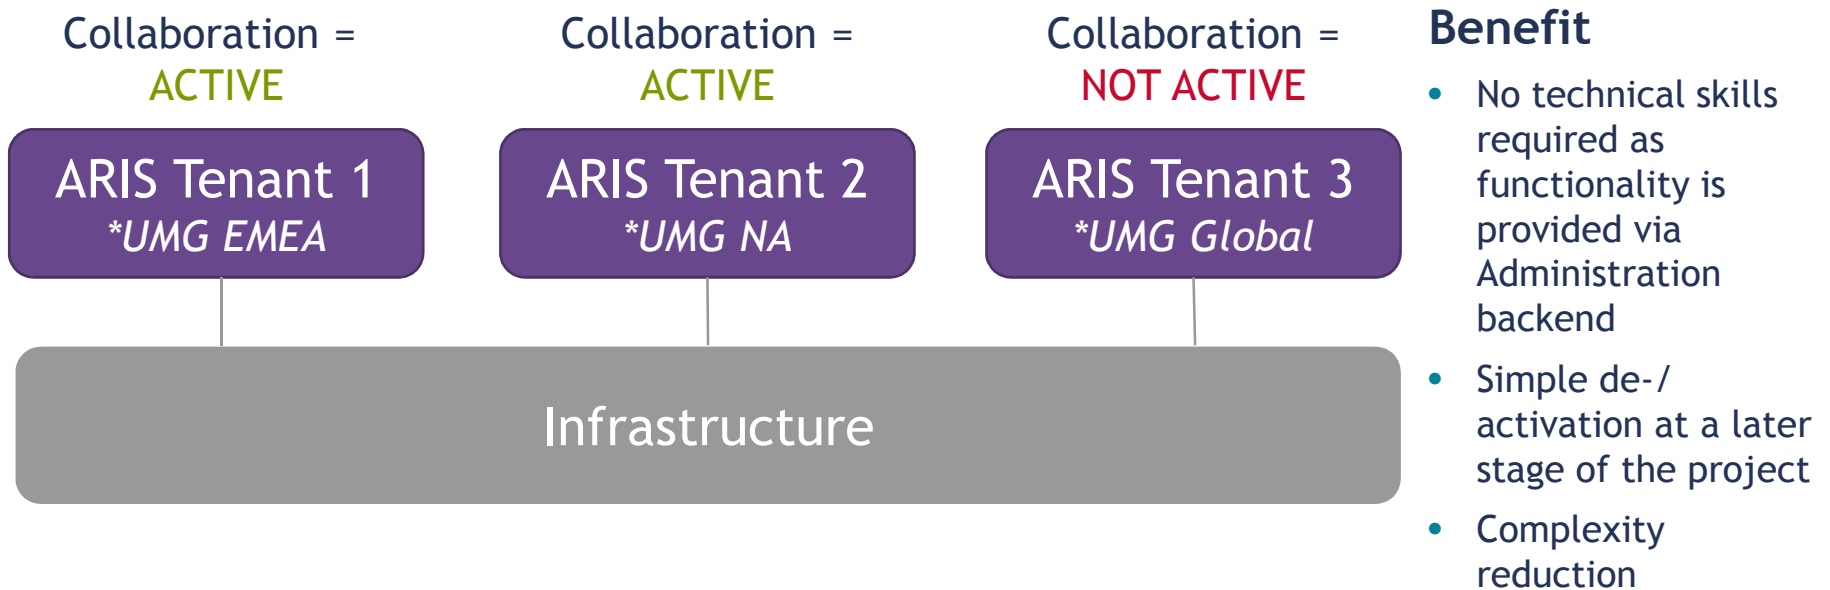 Collaboration =
ACTIVE
Collaboration =
ACTIVE
Collaboration =
NOT ACTIVE
ARIS Tenant 1
*UMG EMEA
ARIS Tenant 2
*UMG NA
ARIS Tenant 3
*UMG Global
Infrastructure
Benefit
• No technical skills
required as
functionality is
provided via
Administration
backend
• Simple de-/
activation at a later
stage of the project
• Complexity
reduction